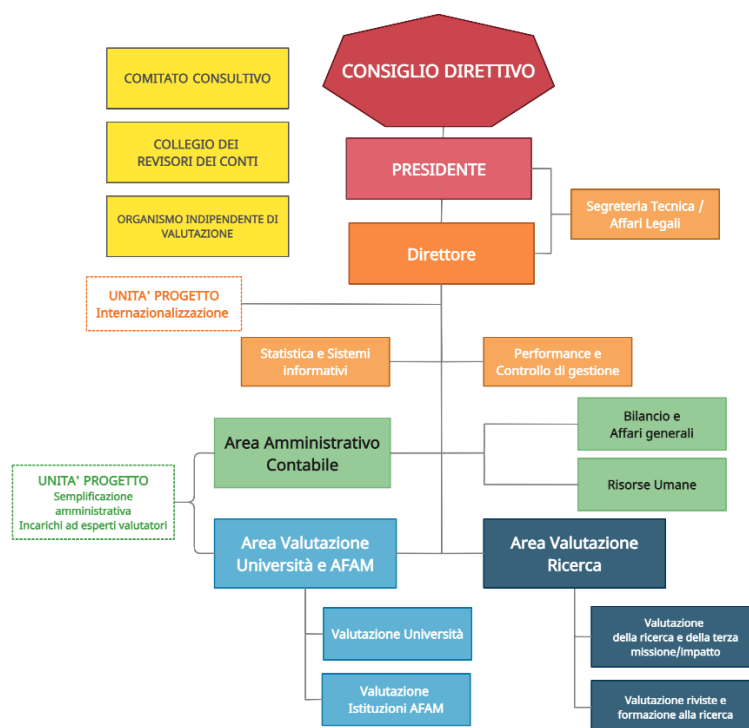 CONSIGLIO DIRETTIVO
COMITATO CONSULTIVO
COLLEGIO DEI
REVISORI DEI CONTI
PRESIDENTE
ORGANISMO INDIPENDENTE DI
VALUTAZIONE
Segreteria Tecnica /
Affari Legali
Direttore
UNITA' PROGETTO
Internazionalizzazione
Statistica e Sistemi
informativi
Performance e
Controllo di gestione
Area Amministrativo
Contabile
Bilancio e
Affari generali
Risorse Umane
UNITA' PROGETTO
Semplificazione
amministrativa
Incarichi ad esperti valutatori
Area Valutazione
Università e AFAM
Area Valutazione
Ricerca
Valutazione Università
Valutazione
della ricerca e della terza
missione/impatto
Valutazione
Istituzioni AFAM
Valutazione riviste e
formazione alla ricerca